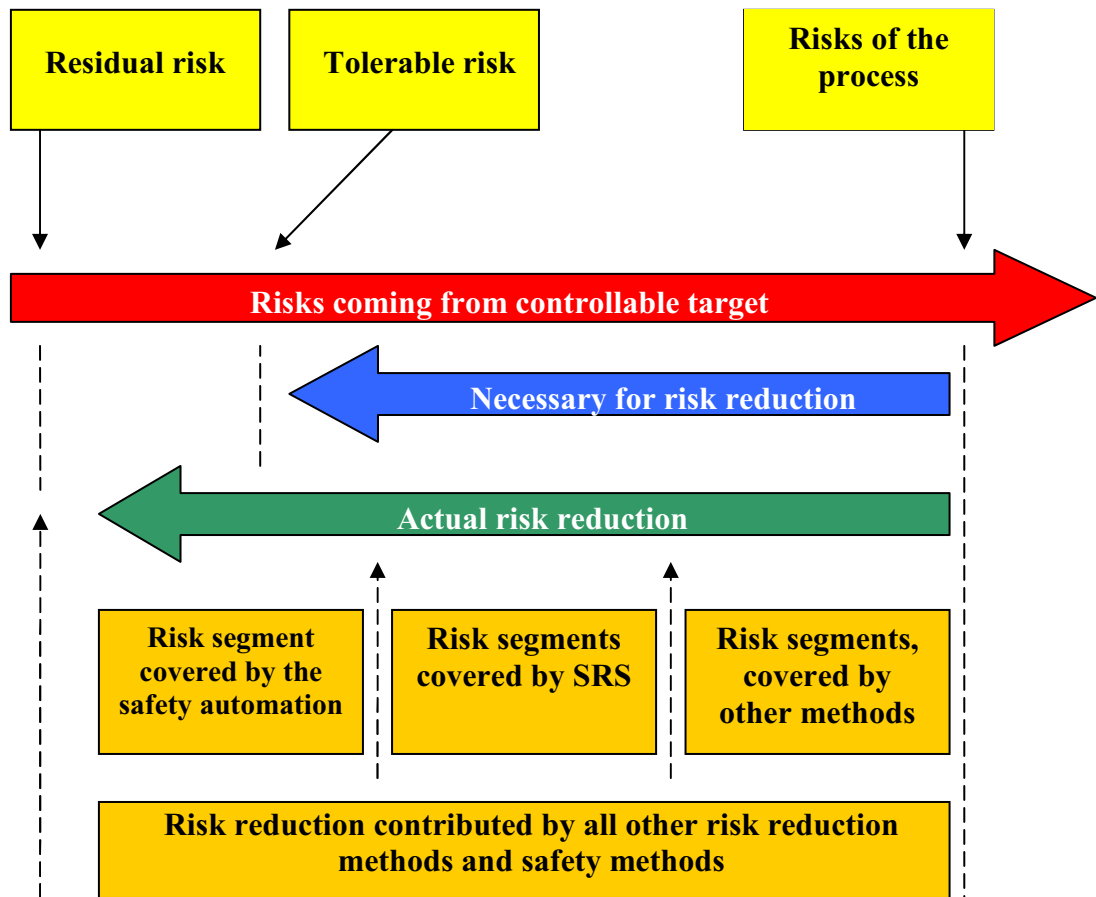 Residual risk
Tolerable risk
Risks of the
process
Risks coming from controllable target
Necessary for risk reduction
Actual risk reduction
Risk segment
covered by the
safety automation
Risk segments
covered by SRS
Risk segments,
covered by
other methods
Risk reduction contributed by all other risk reduction
methods and safety methods